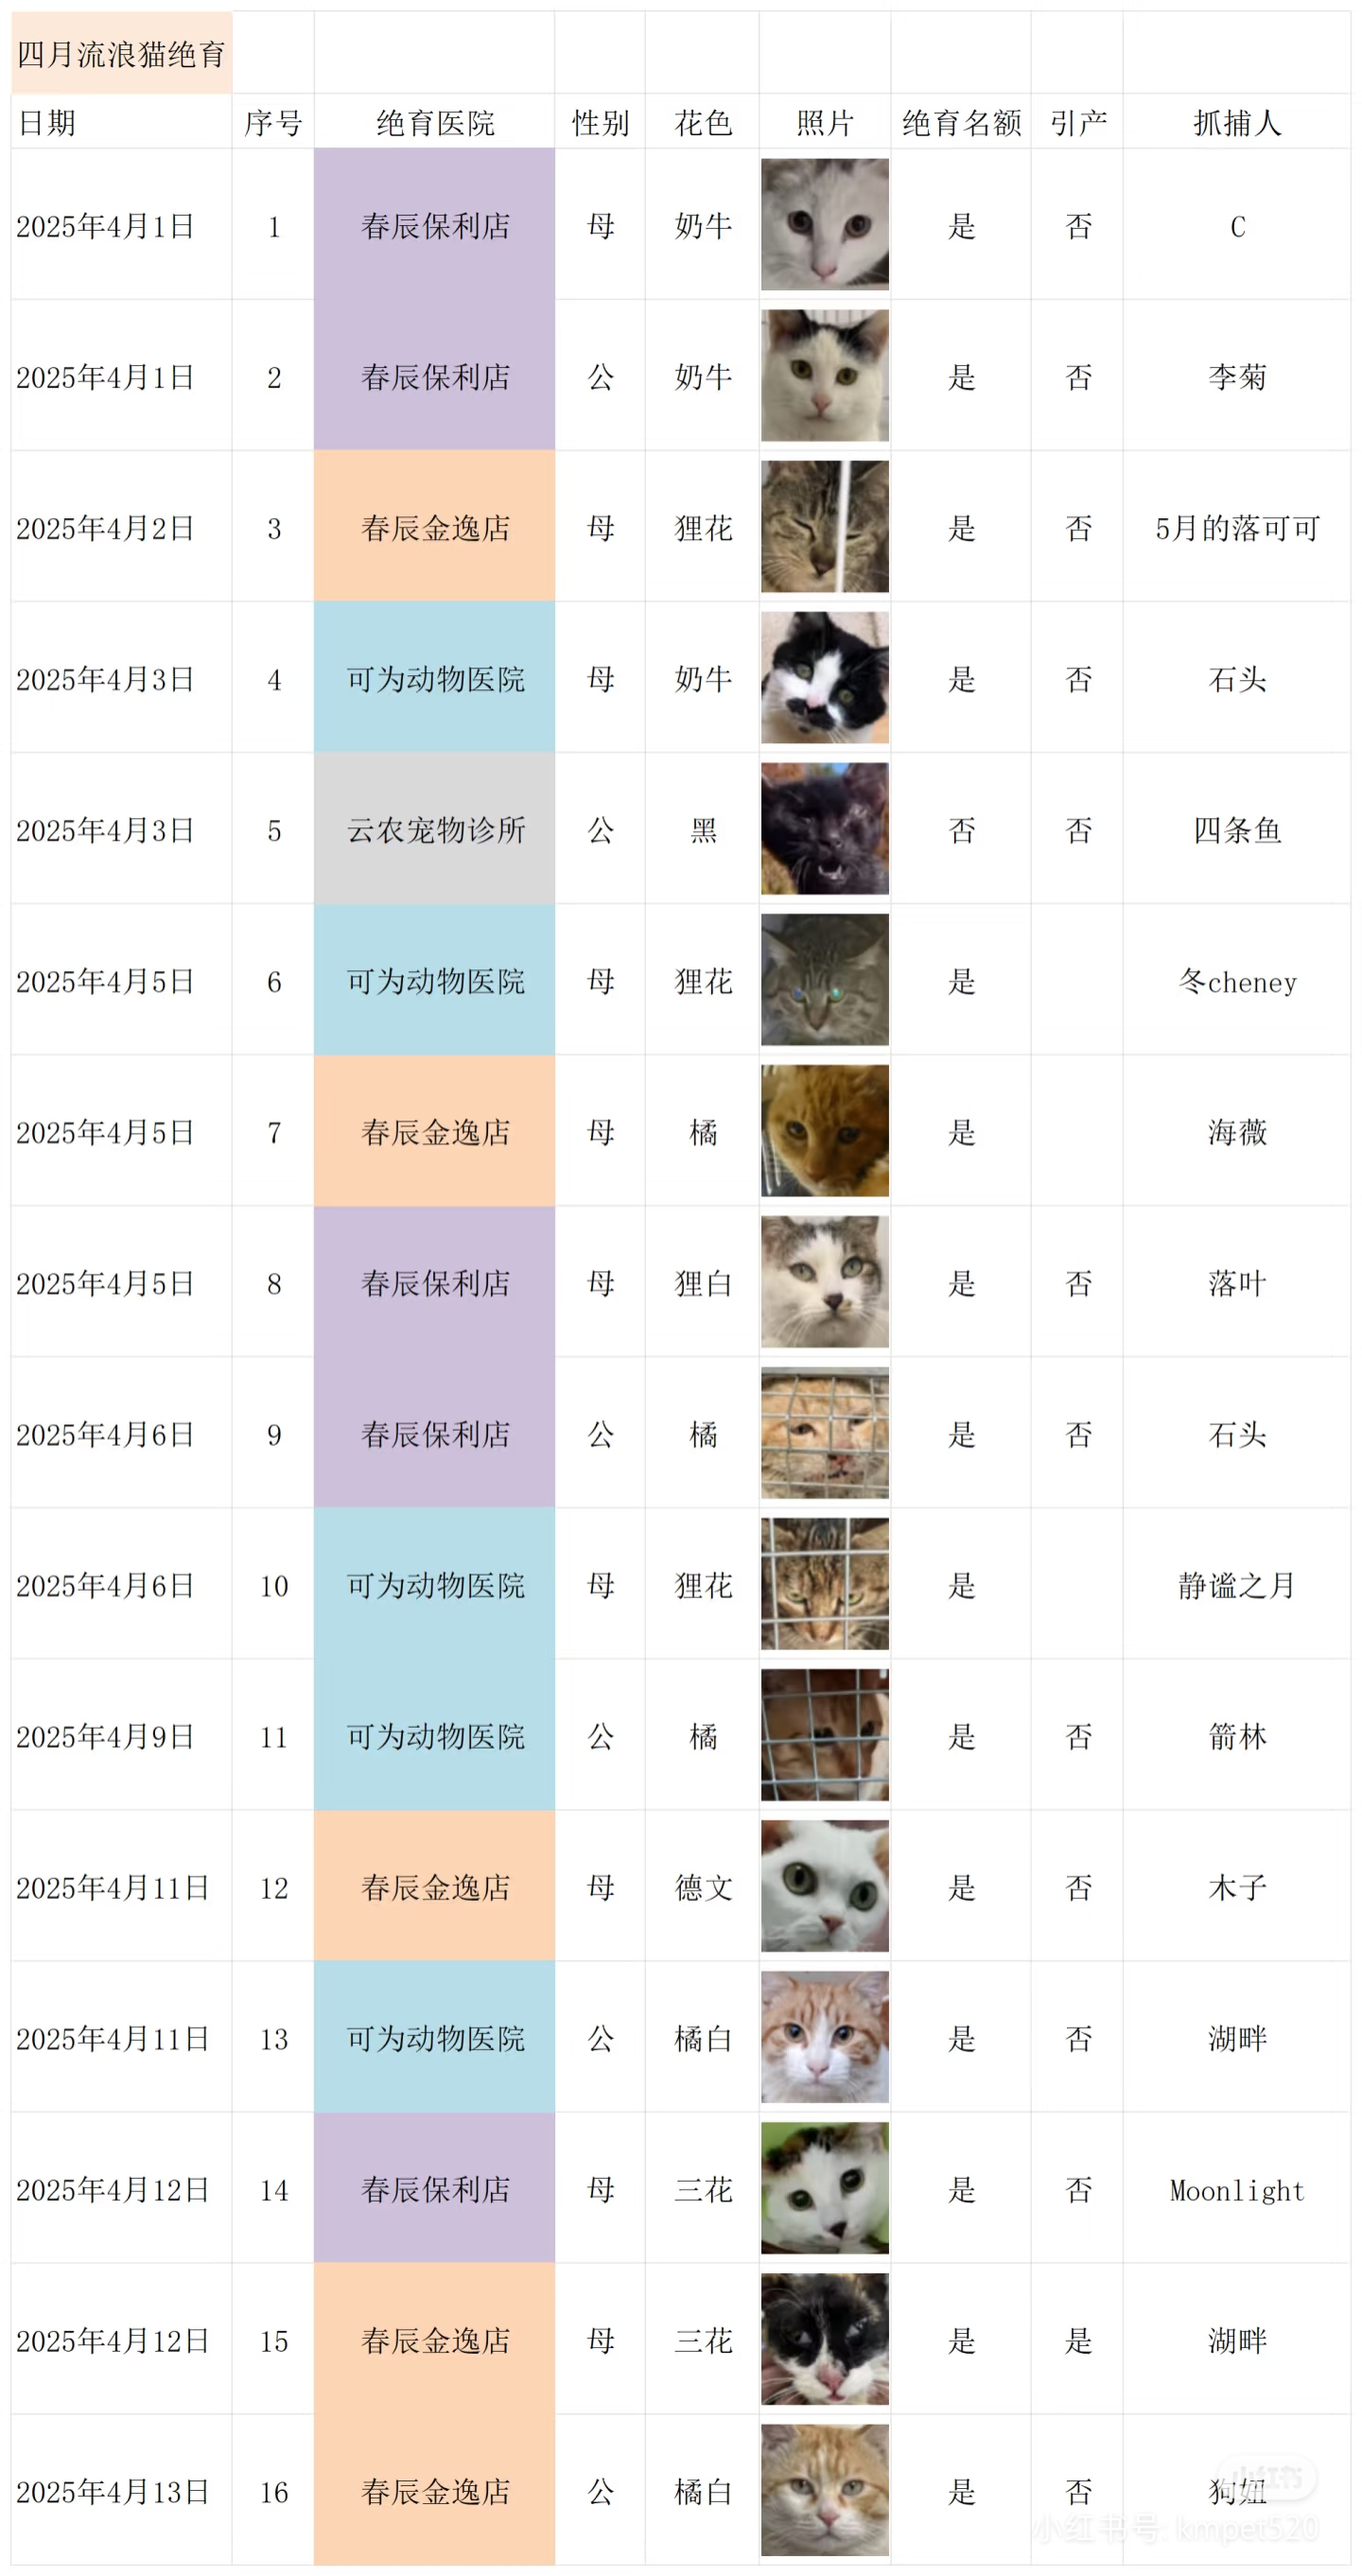 四月流浪猫绝育
日期 序号 绝育医院 性别 花色 照片 绝育名额 引产 抓捕人
2025年4月1日 1 春辰保利店 母 奶牛 是 否 C
2025年4月1日 2 春辰保利店 公 奶牛 是 否 李菊
2025年4月2日 3 春辰金逸店 母 狸花 是 否 5月的落可可
2025年4月3日 4 可为动物医院 母 奶牛 是 否 石头
2025年4月3日 5 云农宠物诊所 公 黑 否 否 四条鱼
2025年4月5日 6 可为动物医院 母 狸花 是 冬cheney
2025年4月5日 7 春辰金逸店 母 橘 是 海薇
2025年4月5日 8 春辰保利店 母 狸白 是 否 落叶
2025年4月6日 9 春辰保利店 公 橘 是 否 石头
2025年4月6日 10 可为动物医院 母 狸花 是 静谧之月
2025年4月9日 11 可为动物医院 公 橘 是 否 箭林
2025年4月11日 12 春辰金逸店 母 德文 是 否 木子
2025年4月11日 13 可为动物医院 公 橘白 是 否 湖畔
2025年4月12日 14 春辰保利店 母 三花 是 否 Moonlight
2025年4月12日 15 春辰金逸店 母 三花 是 是 湖畔
2025年4月13日 16 春辰金逸店 公 橘白 是 否 狗妞
小红书
小红书号: kmpet520